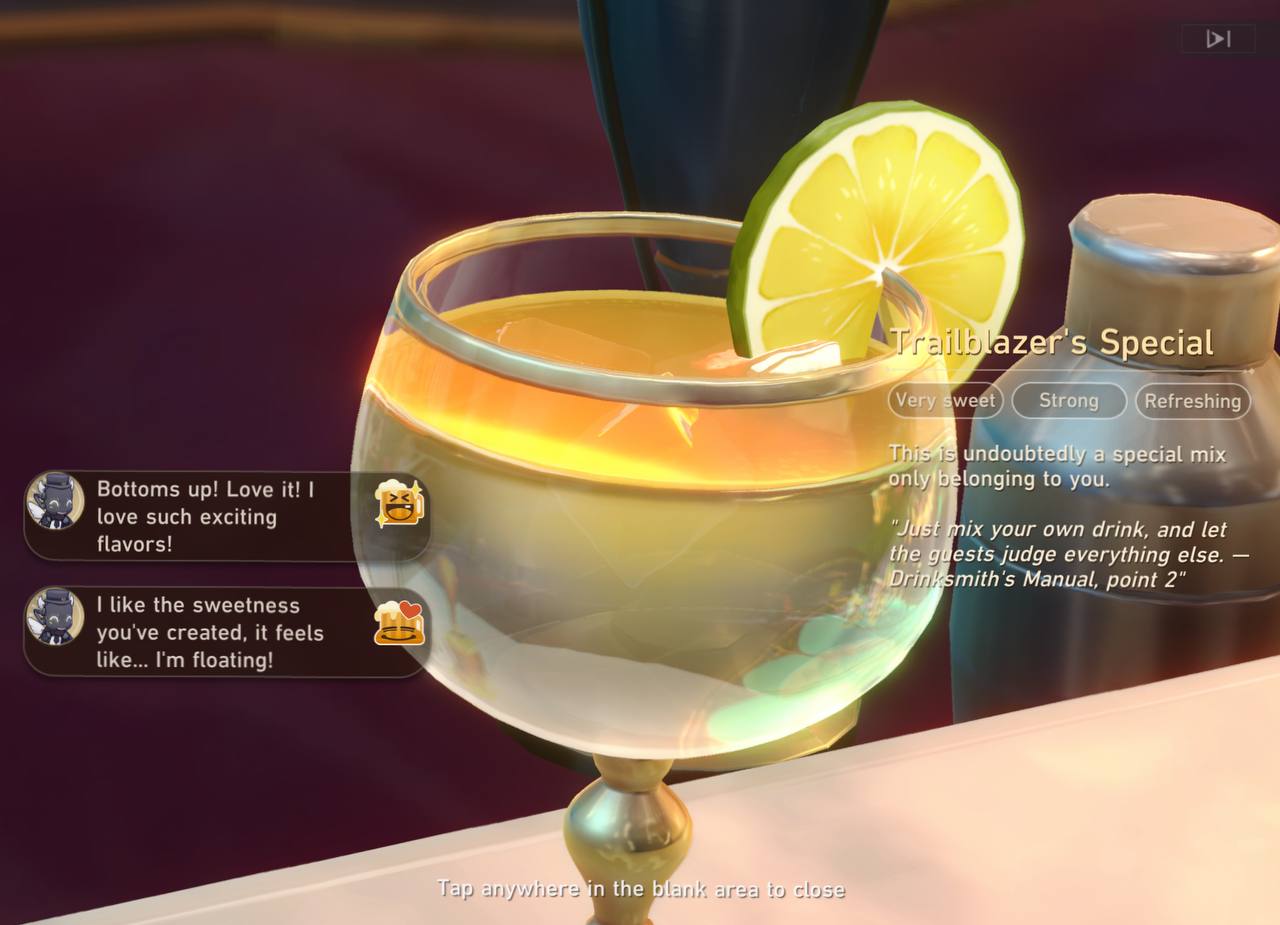 Trailblazer's Special
Very sweet
Strong
Refreshing
This is undoubtedly a special mix
only belonging to you.
"Just mix your own drink, and let
the guests judge everything else. —
Drinksmith's Manual, point 2"
Bottoms up! Love it! I
love such exciting
flavors!
I like the sweetness
you've created, it feels
like... I'm floating!
Tap anywhere in the blank area to close